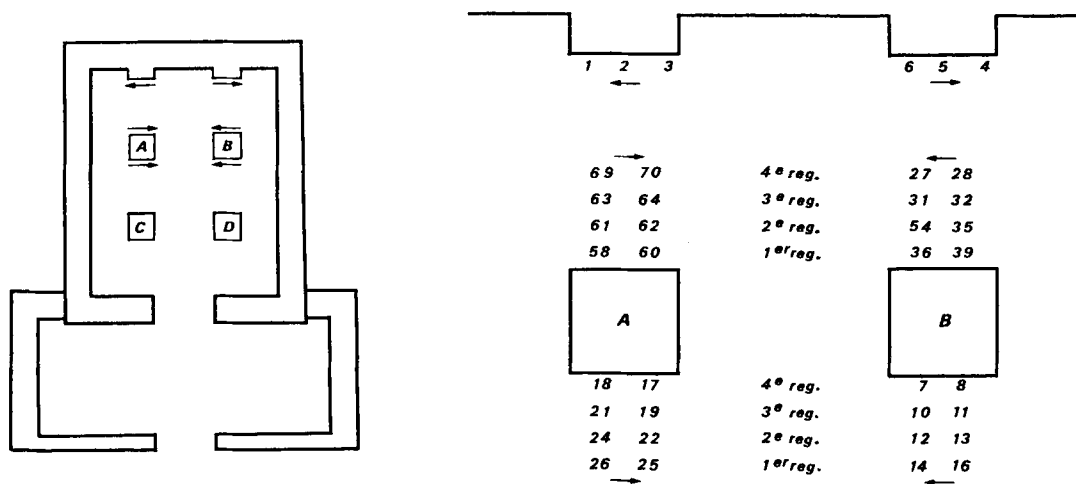 A B
C D
1 2 3
6 5 4
69 70 4e reg. 27 28
63 64 3e reg. 31 32
61 62 2e reg. 54 35
58 60 1er reg. 36 39
A B
18 17 4e reg. 7 8
21 19 3e reg. 10 11
24 22 2e reg. 12 13
26 25 1er reg. 14 16